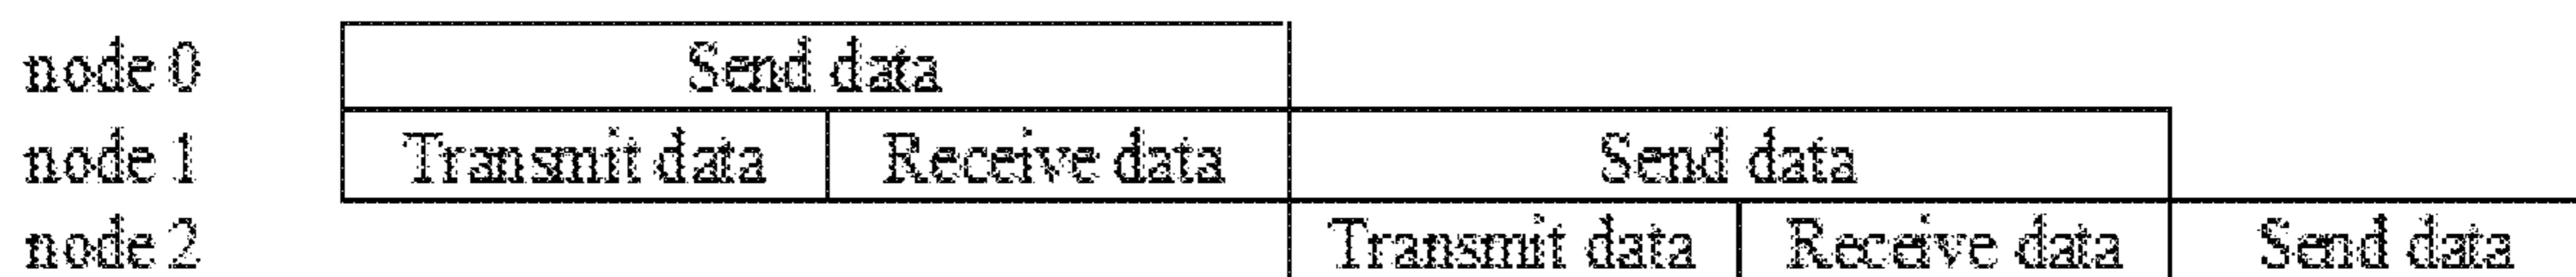 node 0 Send data
node 1 Transmit data Receive data Send data
node 2 Transmit data Receive data Send data